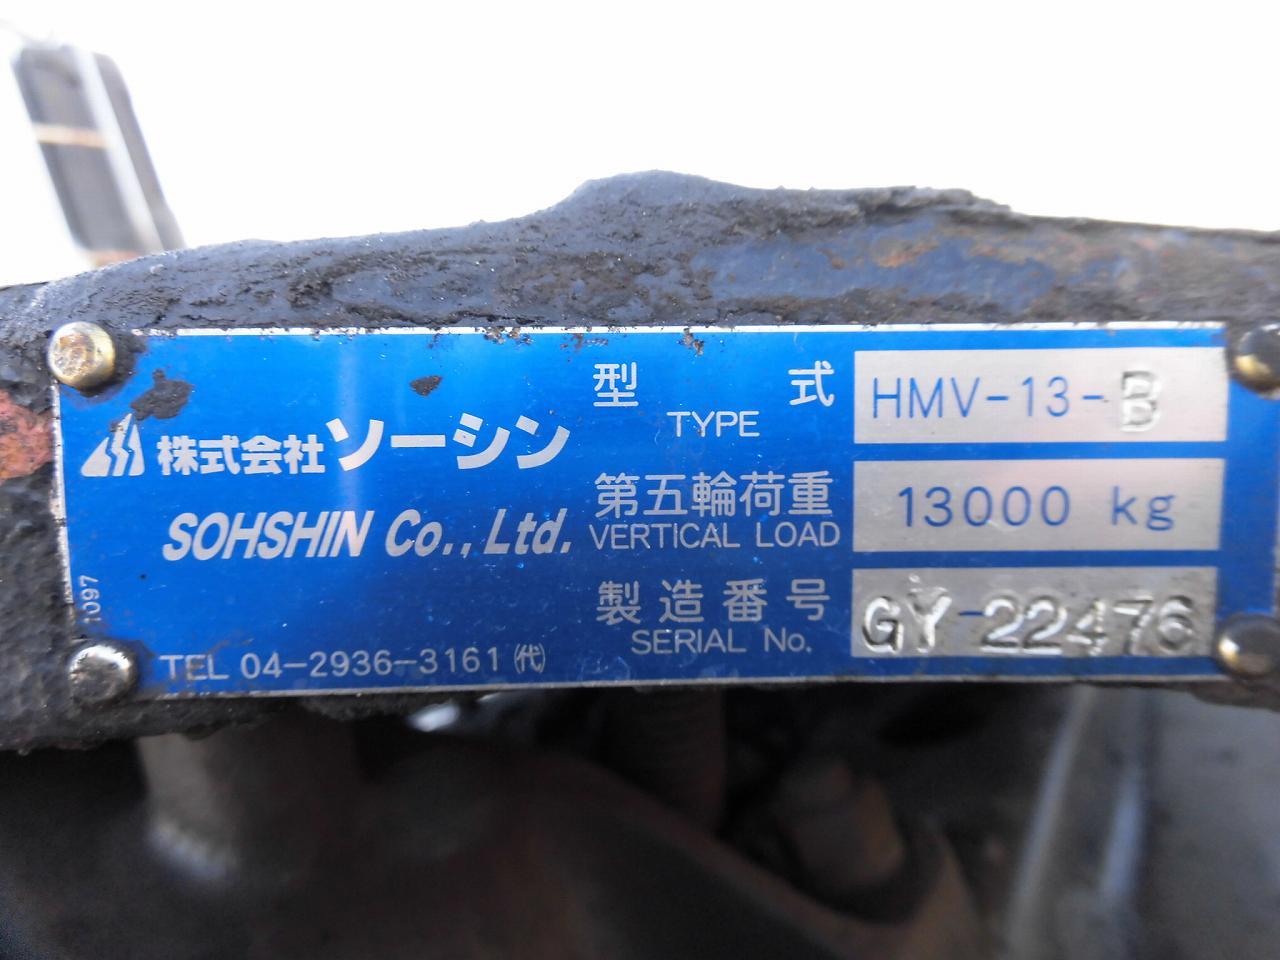 株式会社ソーシン
SOHSHIN Co., Ltd.
TEL 04-2936-3161 ㈹
1097
型式 HMV-13-B
TYPE
第五輪荷重 13000 kg
VERTICAL LOAD
製造番号 GY-22476
SERIAL No.